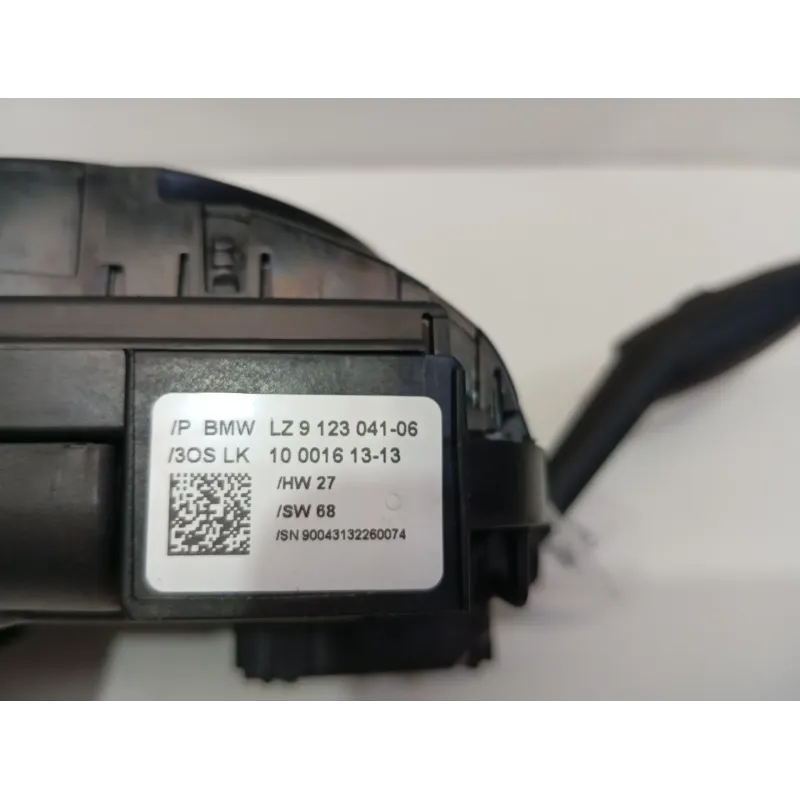 /P BMW LZ 9 123 041-06
/3OS LK 10 0016 13-13
/HW 27
/SW 68
/SN 90043132260074